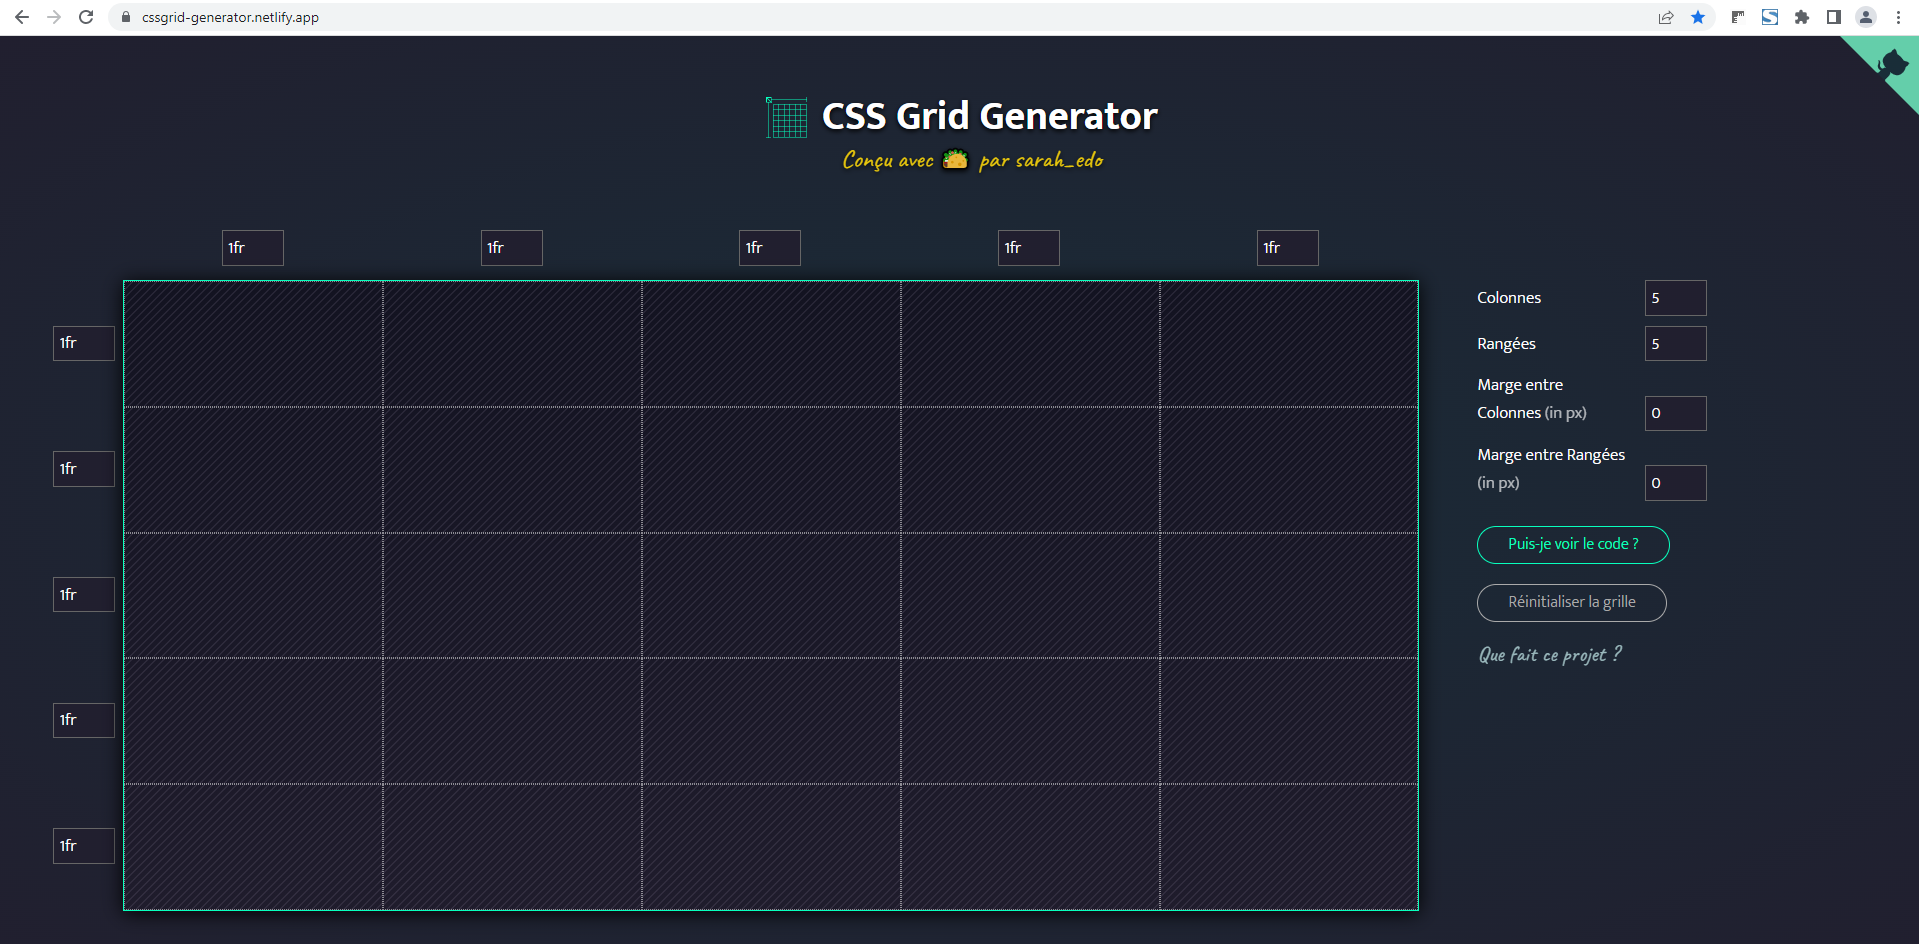 cssgrid-generator.netlify.app
CSS Grid Generator
Conçu avec par sarah_edo
1fr 1fr 1fr 1fr 1fr
Colonnes 5
1fr
Rangées 5
Marge entre
Colonnes (in px) 0
Marge entre Rangées
1fr
(in px) 0
Puis-je voir le code ?
1fr
Réinitialiser la grille
Que fait ce projet ?
1fr
1fr